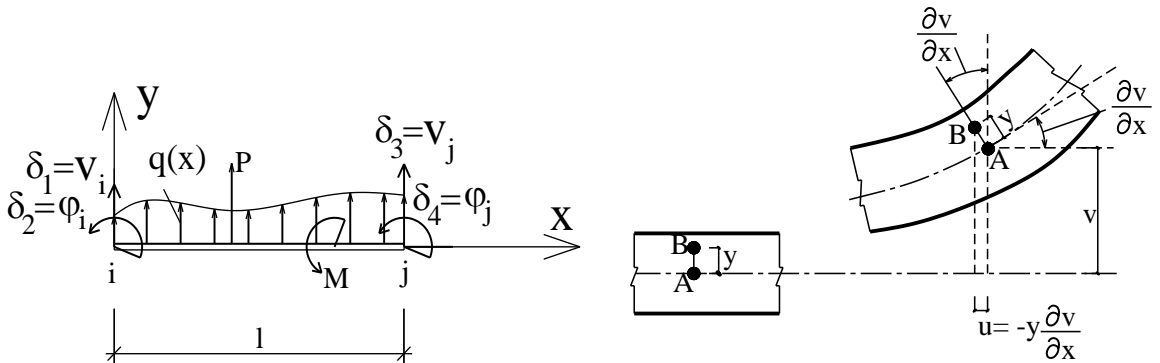 y
δ₁=vᵢ
δ₂=φᵢ
q(x)
P
δ₃=vⱼ
δ₄=φⱼ
x
i
M
j
l
B
A
y
∂v
∂x
B
y
A
∂v
∂x
v
u= -y ∂v
∂x